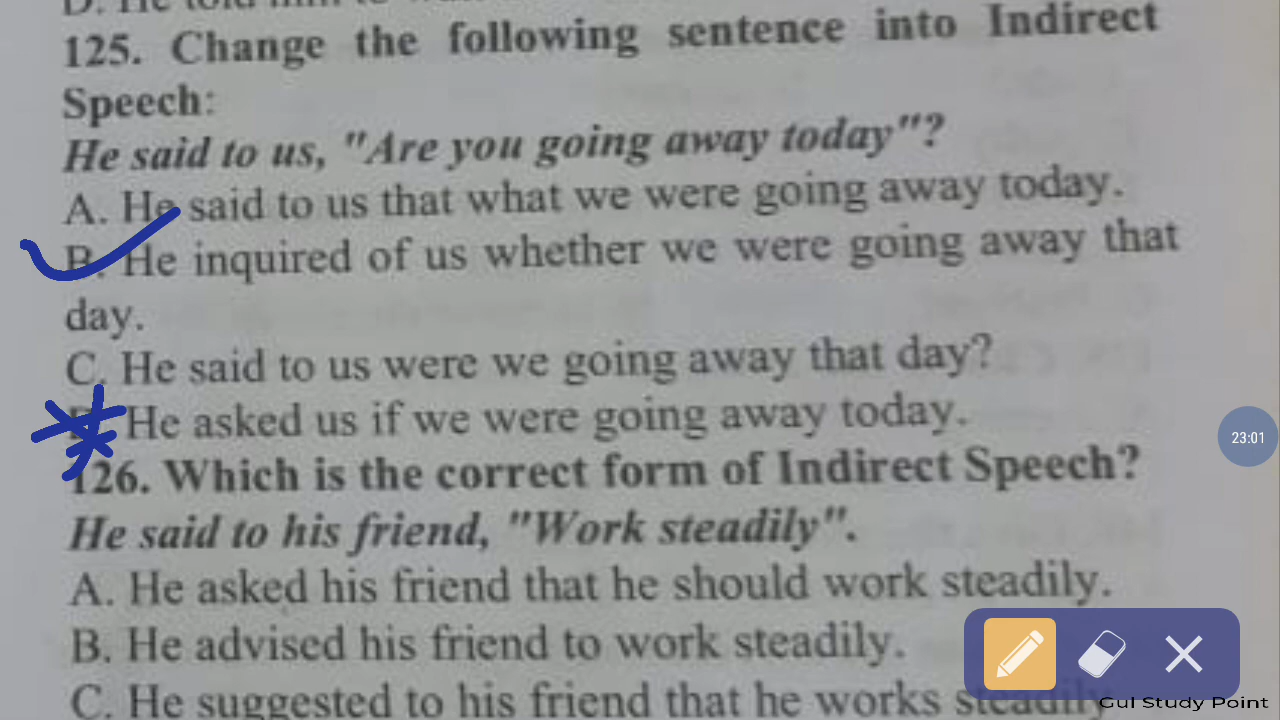 D. He told him to
125. Change the following sentence into Indirect
Speech:
He said to us, "Are you going away today"?
A. He said to us that what we were going away today.
B. He inquired of us whether we were going away that
day.
C. He said to us were we going away that day?
He asked us if we were going away today.
126. Which is the correct form of Indirect Speech?
He said to his friend, "Work steadily".
A. He asked his friend that he should work steadily.
B. He advised his friend to work steadily.
C. He suggested to his friend that he works steadily
23:01
Gul Study Point